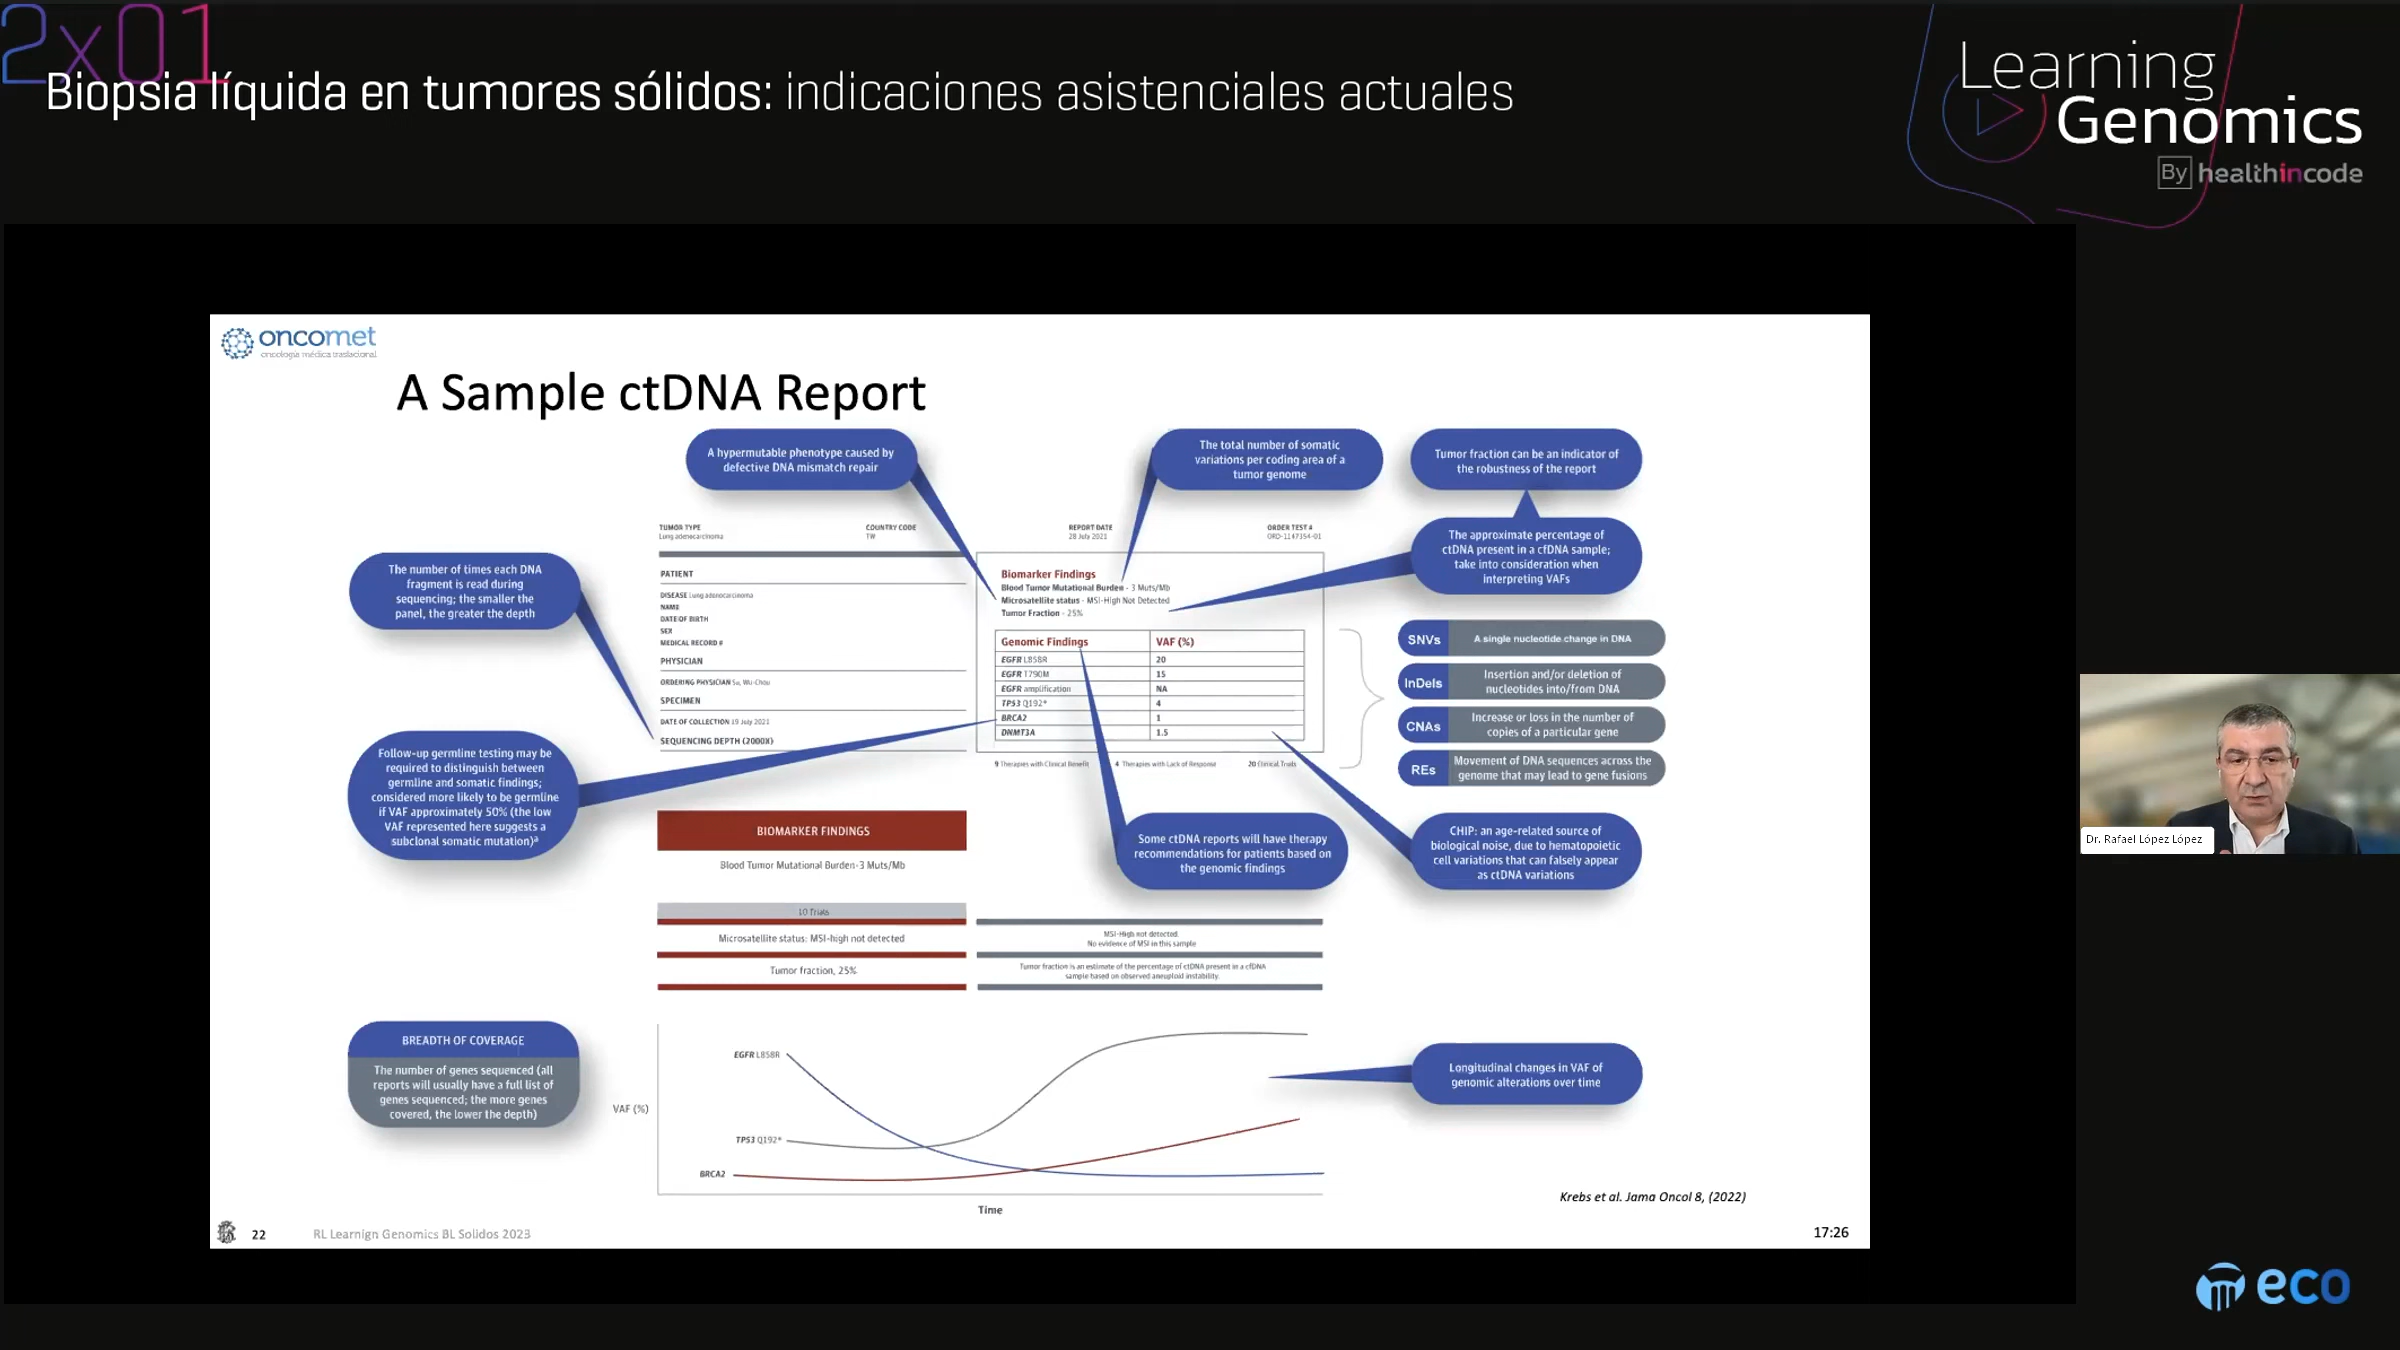 2x01
Biopsia líquida en tumores sólidos: indicaciones asistenciales actuales
Learning
Genomics
By healthincode
oncomet
oncología médica traslacional
A Sample ctDNA Report
A hypermutable phenotype caused by
defective DNA mismatch repair
The total number of somatic
variations per coding area of a
tumor genome
Tumor fraction can be an indicator of
the robustness of the report
The approximate percentage of
ctDNA present in a cfDNA sample;
take into consideration when
interpreting VAFs
The number of times each DNA
fragment is read during
sequencing; the smaller the
panel, the greater the depth
TUMOR TYPE
Lung adenocarcinoma
COUNTRY CODE
TW
REPORT DATE
28 July 2021
ORDER TEST #
ORD-1147354-01
PATIENT
DISEASE Lung adenocarcinoma
NAME
DATE OF BIRTH
SEX
MEDICAL RECORD #
PHYSICIAN
ORDERING PHYSICIAN Su, Wu-Chou
SPECIMEN
DATE OF COLLECTION 19 July 2021
SEQUENCING DEPTH (2000X)
Biomarker Findings
Blood Tumor Mutational Burden - 3 Muts/Mb
Microsatellite status - MSI-High Not Detected
Tumor Fraction - 25%
Genomic Findings VAF (%)
EGFR L858R 20
EGFR T790M 15
EGFR amplification NA
TP53 Q192* 4
BRCA2 1
DNMT3A 1.5
9 Therapies with Clinical Benefit 4 Therapies with Lack of Response 20 Clinical Trials
SNVs A single nucleotide change in DNA
InDels Insertion and/or deletion of
nucleotides into/from DNA
CNAs Increase or loss in the number of
copies of a particular gene
REs Movement of DNA sequences across the
genome that may lead to gene fusions
Follow-up germline testing may be
required to distinguish between
germline and somatic findings;
considered more likely to be germline
if VAF approximately 50% (the low
VAF represented here suggests a
subclonal somatic mutation)a
Some ctDNA reports will have therapy
recommendations for patients based on
the genomic findings
CHIP: an age-related source of
biological noise, due to hematopoietic
cell variations that can falsely appear
as ctDNA variations
BIOMARKER FINDINGS
Blood Tumor Mutational Burden-3 Muts/Mb
10 Trials
Microsatellite status: MSI-high not detected
MSI-High not detected.
No evidence of MSI in this sample
Tumor fraction, 25%
Tumor fraction is an estimate of the percentage of ctDNA present in a cfDNA
sample based on observed aneuploid instability.
BREADTH OF COVERAGE
The number of genes sequenced (all
reports will usually have a full list of
genes sequenced; the more genes
covered, the lower the depth)
EGFR L858R
VAF (%)
TP53 Q192*
BRCA2
Time
Longitudinal changes in VAF of
genomic alterations over time
Krebs et al. Jama Oncol 8, (2022)
22
RL Learnign Genomics BL Solidos 2023
17:26
Dr. Rafael López López
eco